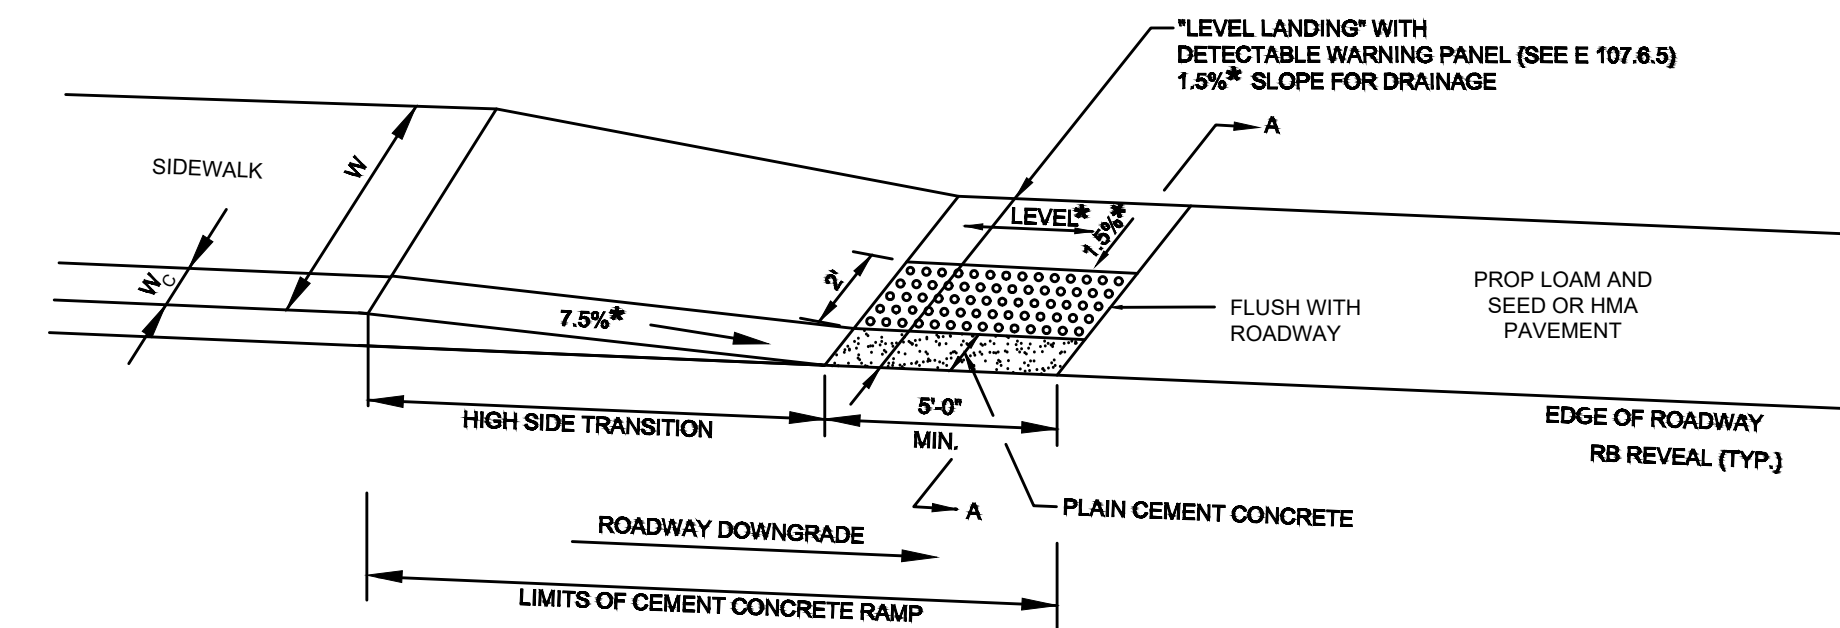 "LEVEL LANDING" WITH
DETECTABLE WARNING PANEL (SEE E 107.6.5)
1.5%* SLOPE FOR DRAINAGE
A
SIDEWALK
W
LEVEL*
1.5%*
W C
2'
7.5%*
FLUSH WITH
ROADWAY
PROP LOAM AND
SEED OR HMA
PAVEMENT
HIGH SIDE TRANSITION
5'-0"
MIN.
EDGE OF ROADWAY
RB REVEAL (TYP.)
A
PLAIN CEMENT CONCRETE
ROADWAY DOWNGRADE
LIMITS OF CEMENT CONCRETE RAMP